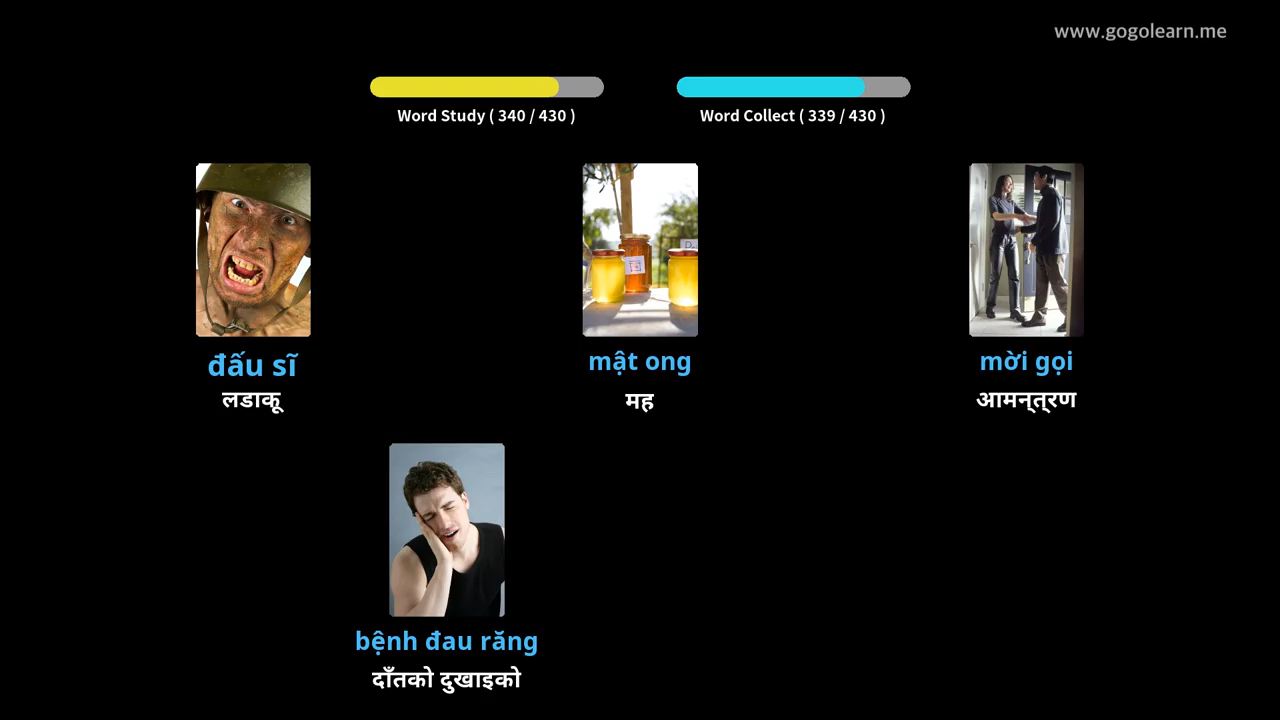 www.gogolearn.me
Word Study ( 340 / 430 )
Word Collect ( 339 / 430 )
đấu sĩ
लडाकू
mật ong
मह
mời gọi
आमन्त्रण
bệnh đau răng
दाँतको दुखाइको